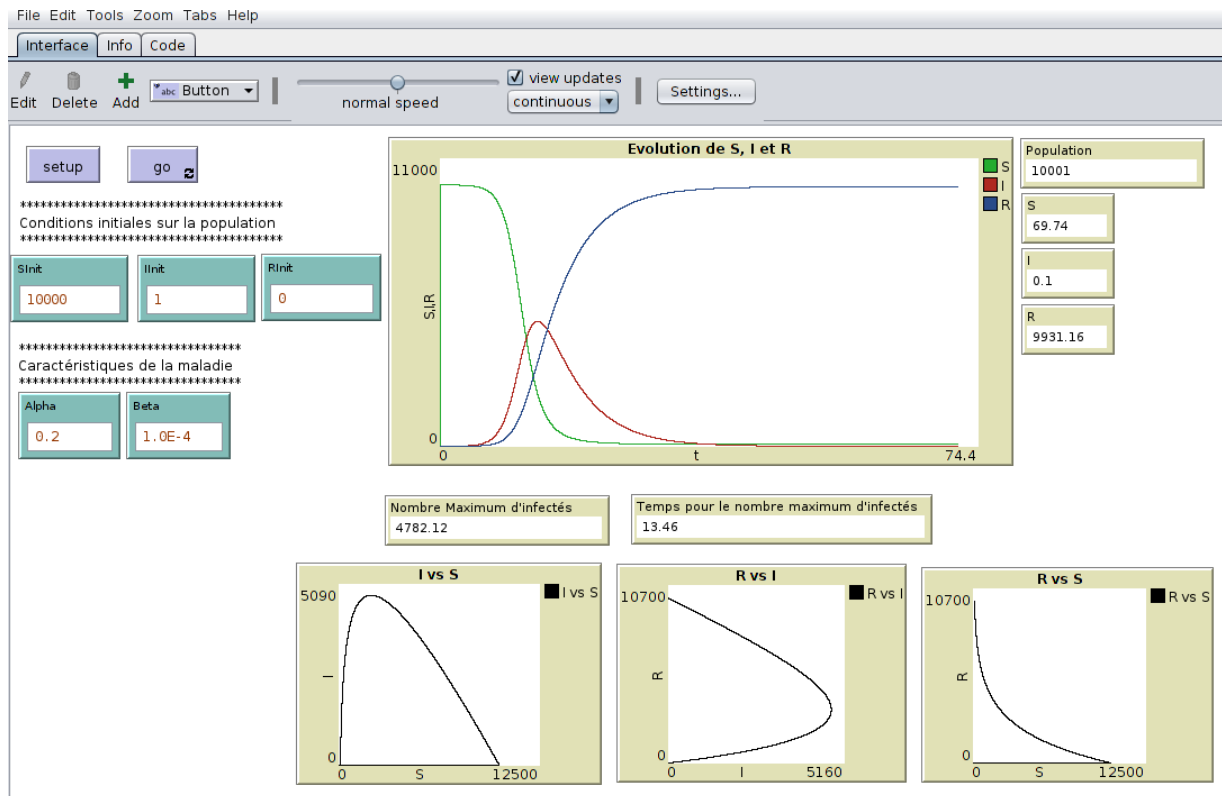 File Edit Tools Zoom Tabs Help
Interface Info Code
Edit Delete Add abc Button normal speed view updates continuous Settings...
setup go
****************************************
Conditions initiales sur la population
****************************************
SInit IInit RInit
10000 1 0
**********************************
Caractéristiques de la maladie
**********************************
Alpha Beta
0.2 1.0E-4
Evolution de S, I et R
11000
S,I,R
0
0 t 74.4
S
I
R
Population
10001
S
69.74
I
0.1
R
9931.16
Nombre Maximum d'infectés
4782.12
Temps pour le nombre maximum d'infectés
13.46
I vs S
5090
I
0
0 S 12500
I vs S
R vs I
10700
R
0
0 I 5160
R vs I
R vs S
10700
R
0
0 S 12500
R vs S